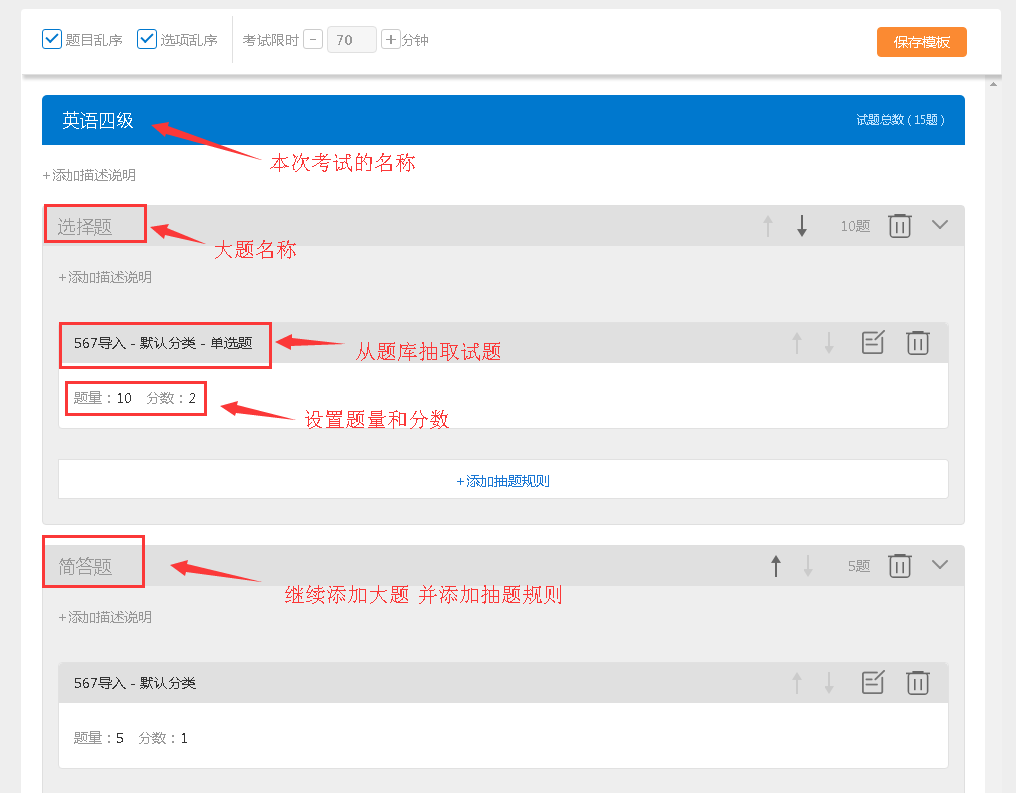 题目乱序 选项乱序 考试限时 - 70 + 分钟 保存模板
英语四级 试题总数 ( 15题 )
本次考试的名称
+添加描述说明
选择题 10题
大题名称
+添加描述说明
567导入 - 默认分类 - 单选题
从题库抽取试题
题量：10 分数：2
设置题量和分数
+添加抽题规则
简答题 5题
继续添加大题 并添加抽题规则
+添加描述说明
567导入 - 默认分类
题量：5 分数：1